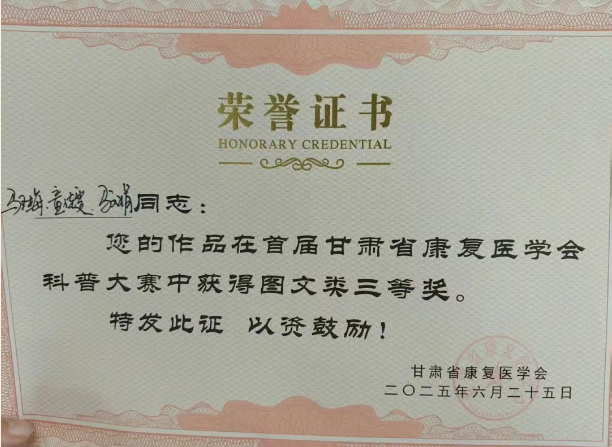 荣誉证书
HONORARY CREDENTIAL
同志：
您的作品在首届甘肃省康复医学会
科普大赛中获得图文类三等奖。
特发此证 以资鼓励！
甘肃省康复医学会
二〇二五年六月二十五日